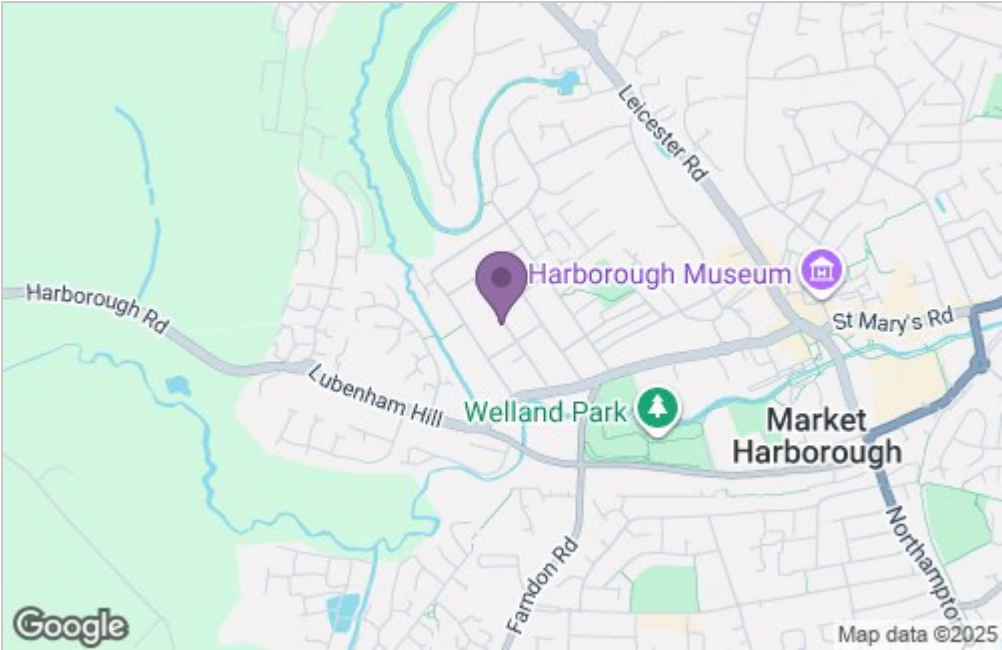 Leicester Rd
Harborough Museum
Harborough Rd
St Mary's Rd
Lubenham Hill
Welland Park
Market
Harborough
Farndon Rd
Northampton
Google
Map data ©2025